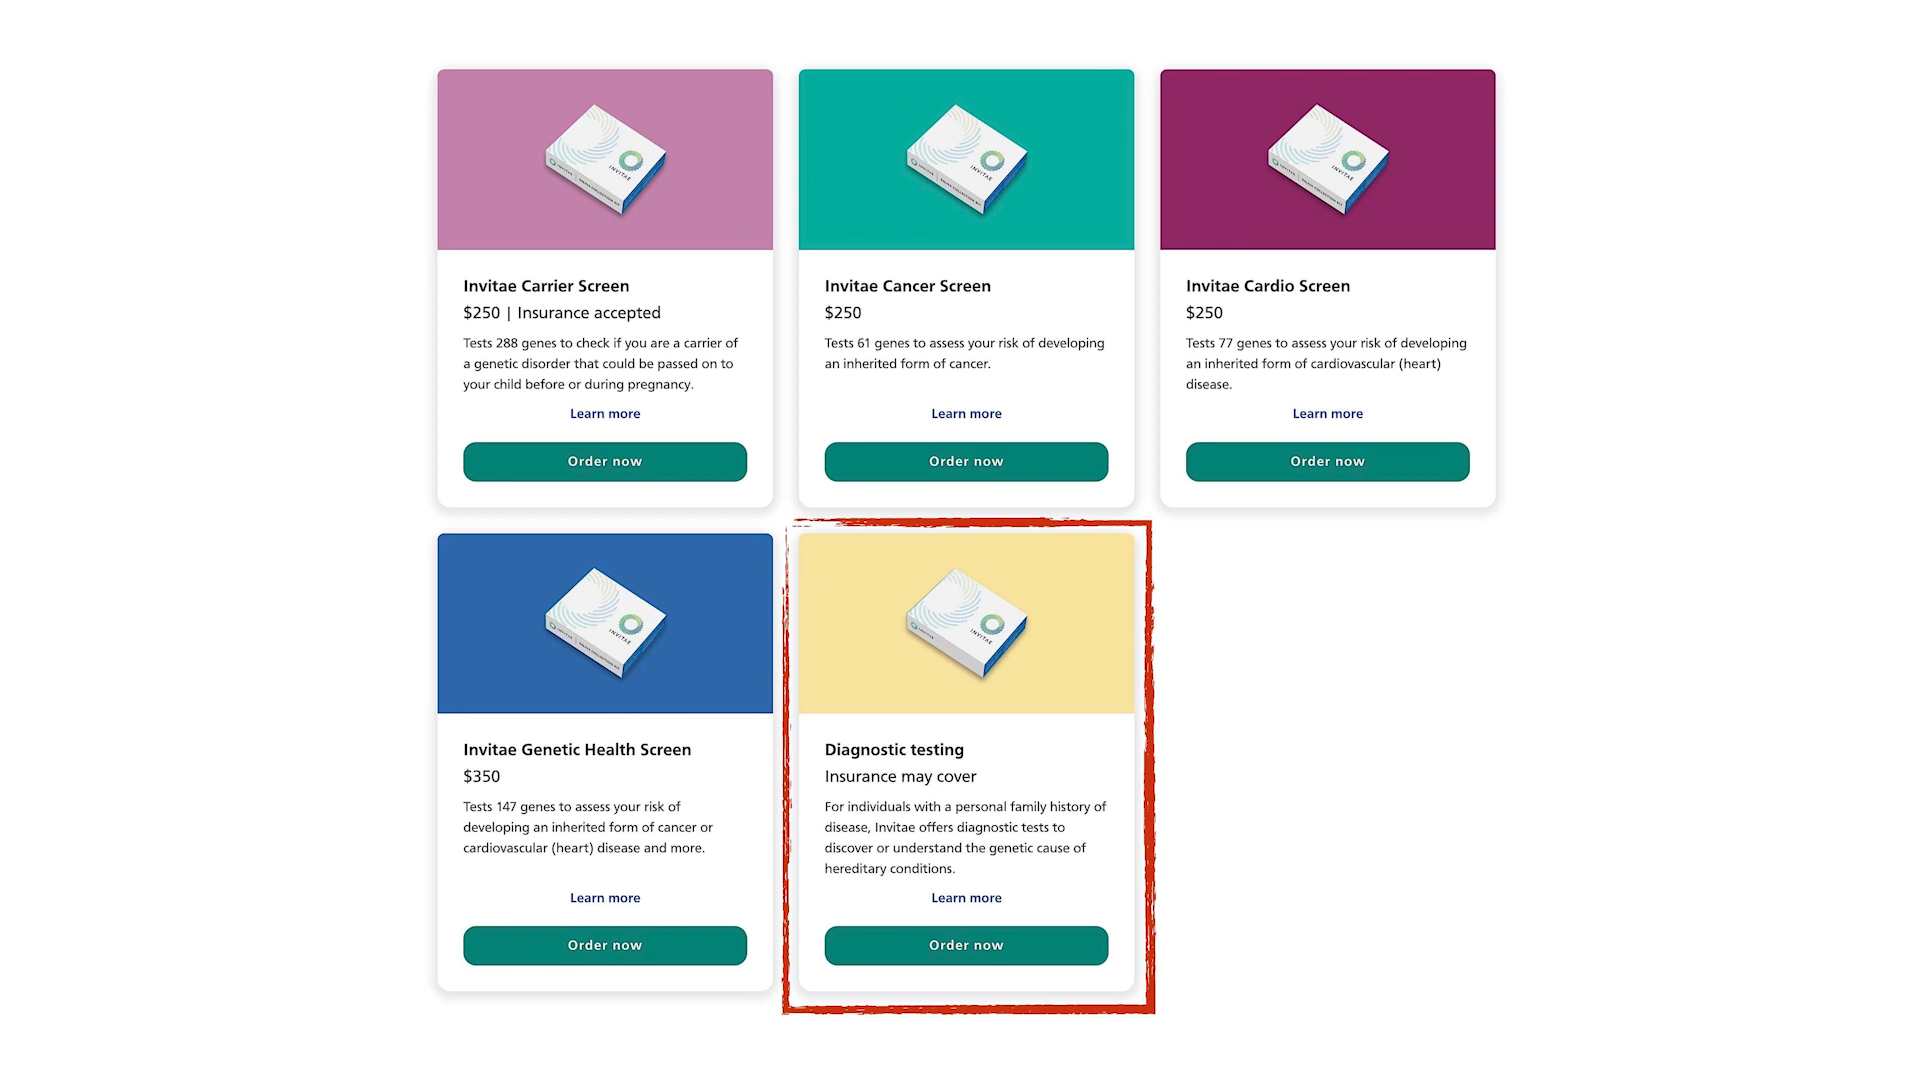 INVITAE
INVITAE
INVITAE
Invitae Carrier Screen
$250 | Insurance accepted
Tests 288 genes to check if you are a carrier of
a genetic disorder that could be passed on to
your child before or during pregnancy.
Learn more
Order now
Invitae Cancer Screen
$250
Tests 61 genes to assess your risk of developing
an inherited form of cancer.
Learn more
Order now
Invitae Cardio Screen
$250
Tests 77 genes to assess your risk of developing
an inherited form of cardiovascular (heart)
disease.
Learn more
Order now
INVITAE
INVITAE
Invitae Genetic Health Screen
$350
Tests 147 genes to assess your risk of
developing an inherited form of cancer or
cardiovascular (heart) disease and more.
Learn more
Order now
Diagnostic testing
Insurance may cover
For individuals with a personal family history of
disease, Invitae offers diagnostic tests to
discover or understand the genetic cause of
hereditary conditions.
Learn more
Order now